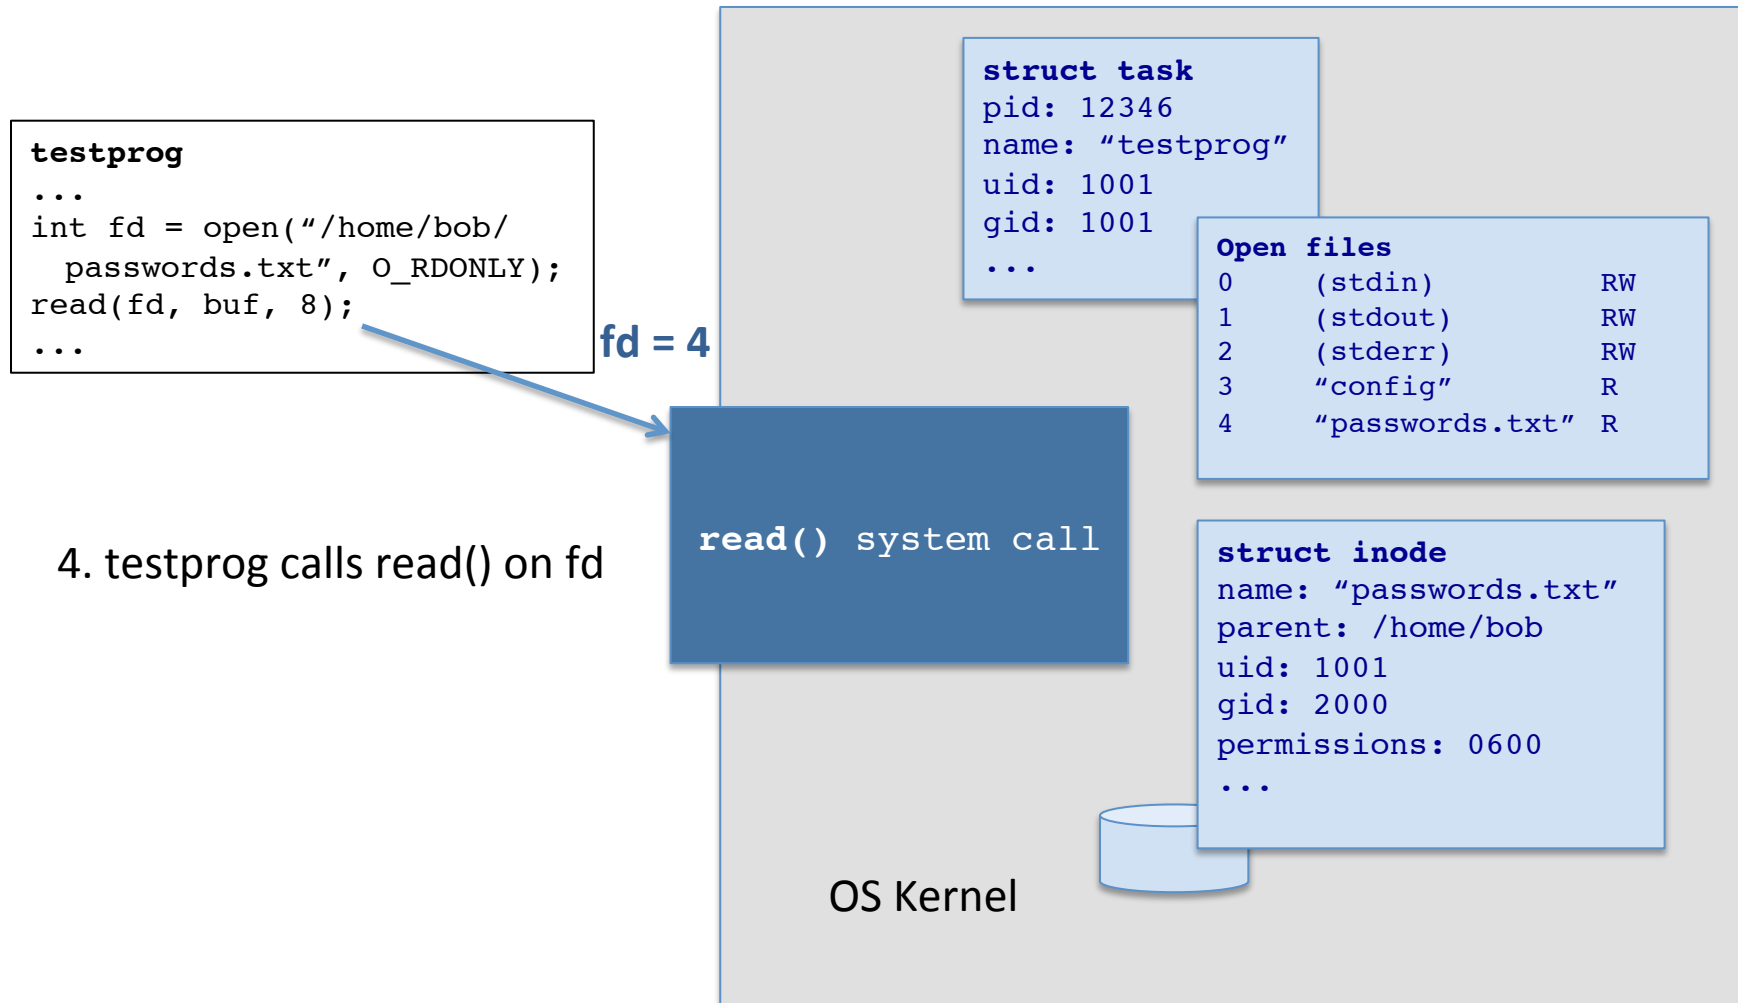 testprog
...
int fd = open(“/home/bob/
passwords.txt”, O_RDONLY);
read(fd, buf, 8);
...
fd = 4
4. testprog calls read() on fd
read() system call
struct task
pid: 12346
name: “testprog”
uid: 1001
gid: 1001
...
Open files
0 (stdin) RW
1 (stdout) RW
2 (stderr) RW
3 “config” R
4 “passwords.txt” R
struct inode
name: “passwords.txt”
parent: /home/bob
uid: 1001
gid: 2000
permissions: 0600
...
OS Kernel